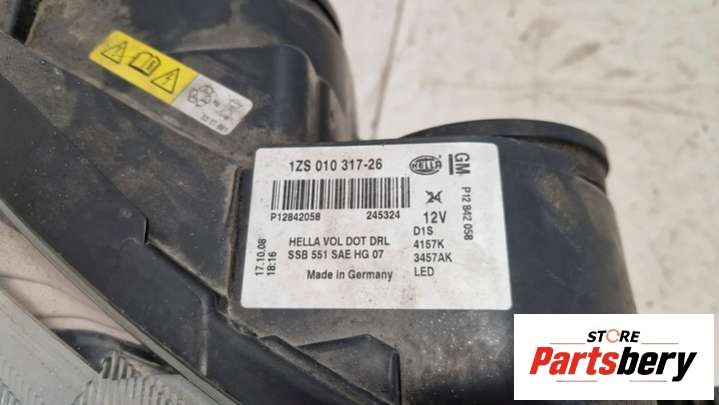 1ZS 010 317-26
HELLA
GM
P12842058
245324
12V
P12 842 058
HELLA VOL DOT DRL
D1S
SSB 551 SAE HG 07
4157K
3457AK
Made in Germany
LED
17.10.08
18:16
STORE
Partsbery